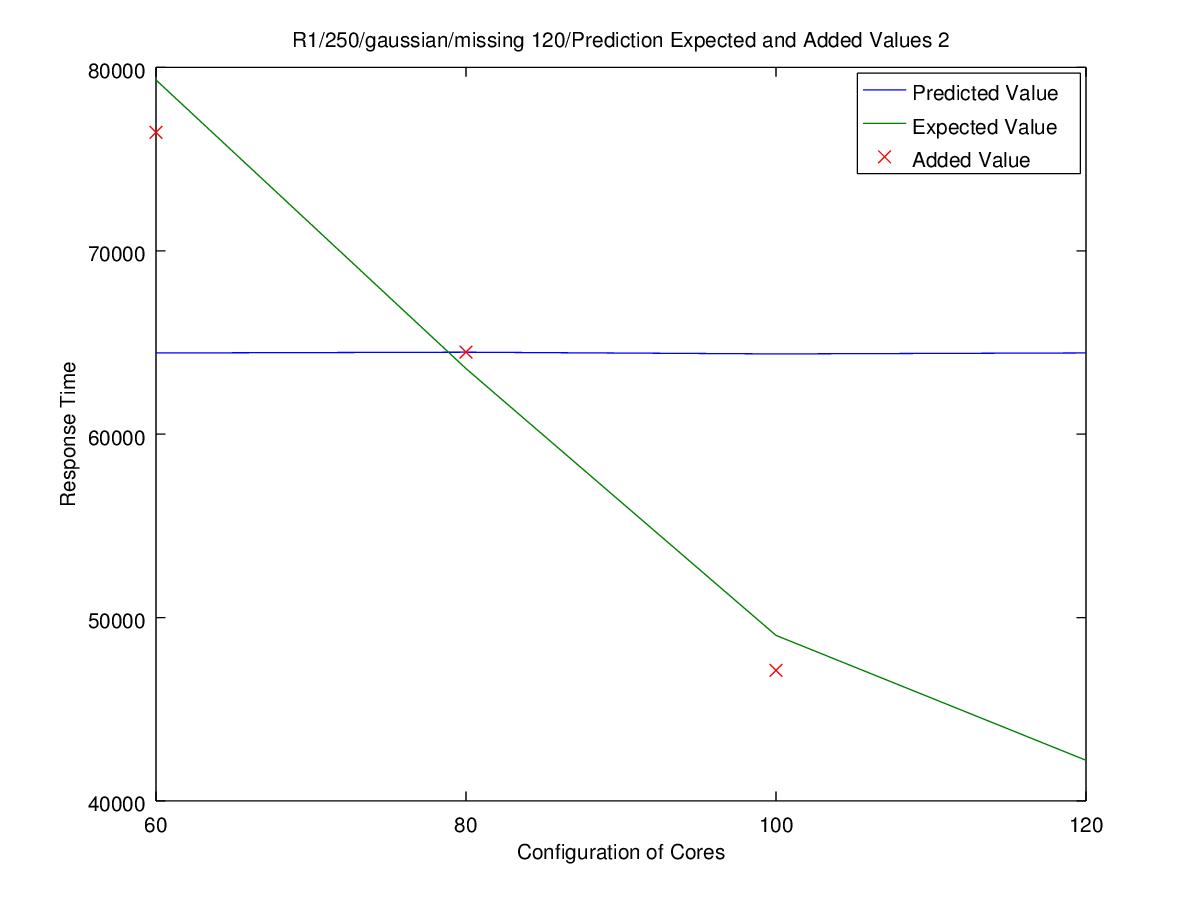 R1/250/gaussian/missing 120/Prediction Expected and Added Values 2
80000
70000
60000
50000
40000
60
80
100
120
Response Time
Configuration of Cores
Predicted Value
Expected Value
Added Value